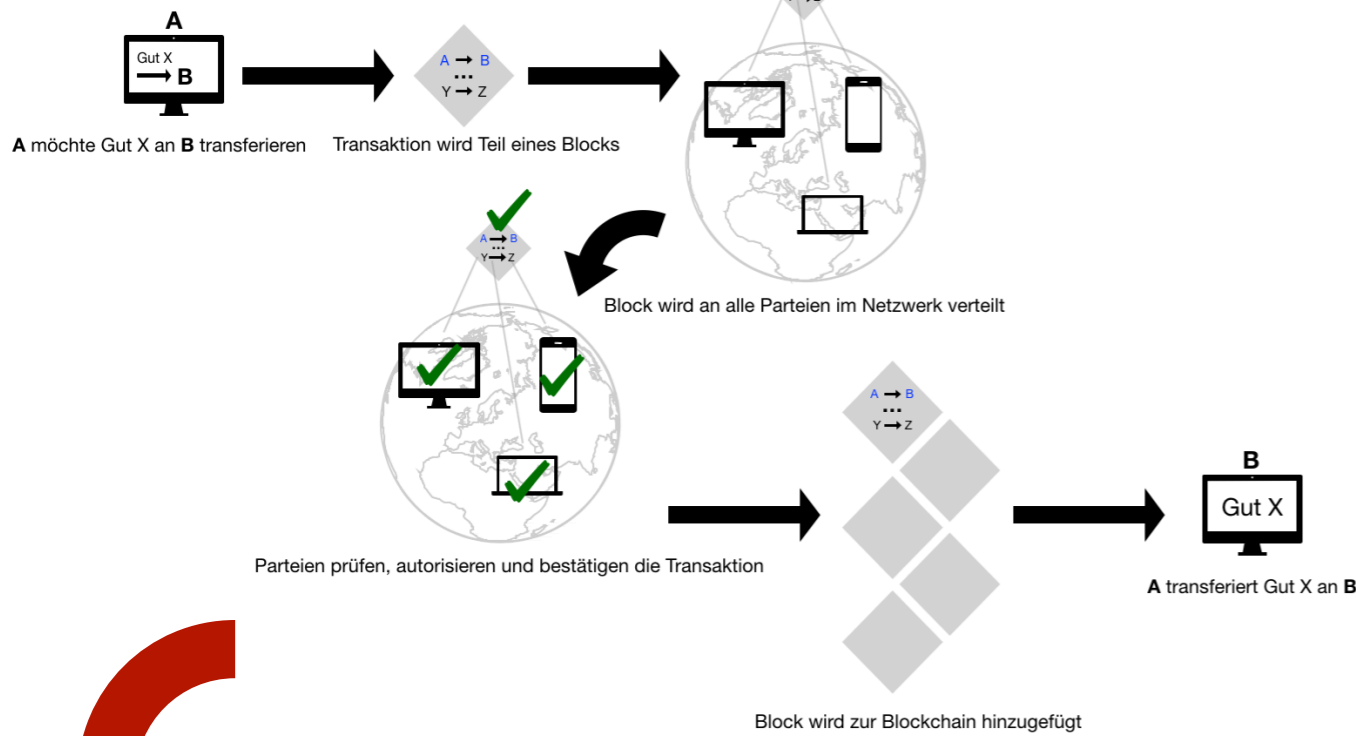 A
Gut X
→ B
A → B
...
Y → Z
A möchte Gut X an B transferieren
Transaktion wird Teil eines Blocks
A → B
...
Y → Z
Block wird an alle Parteien im Netzwerk verteilt
Parteien prüfen, autorisieren und bestätigen die Transaktion
A → B
...
Y → Z
B
Gut X
A transferiert Gut X an B
Block wird zur Blockchain hinzugefügt